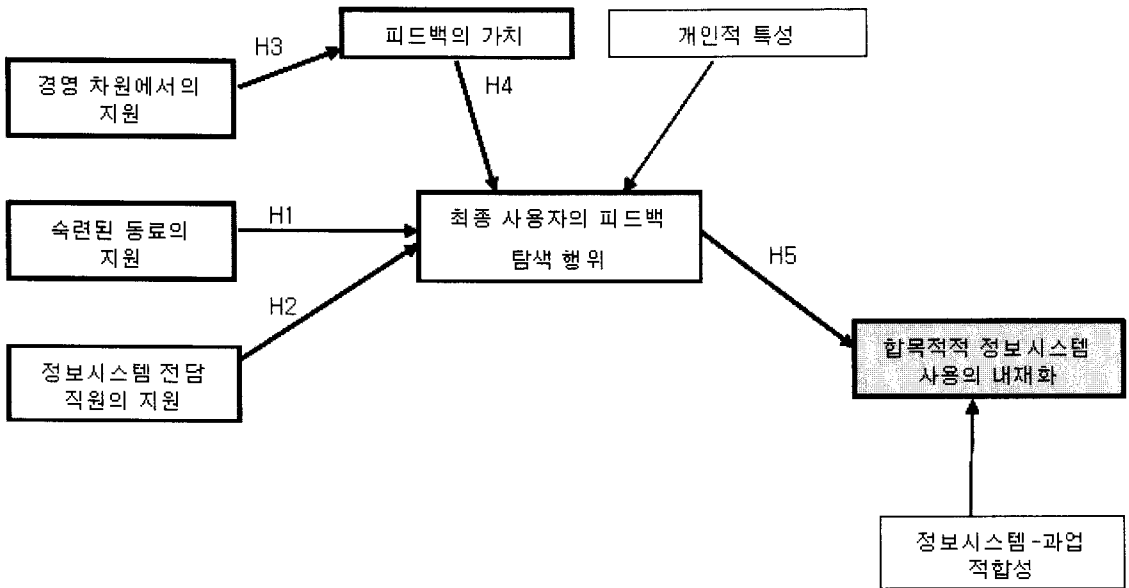 피드백의 가치
개인적 특성
H3
경영 차원에서의
지원
H4
숙련된 동료의
지원
H1
최종 사용자의 피드백
탐색 행위
H5
H2
합목적적 정보시스템
사용의 내재화
정보시스템 전담
직원의 지원
정보시스템-과업
적합성